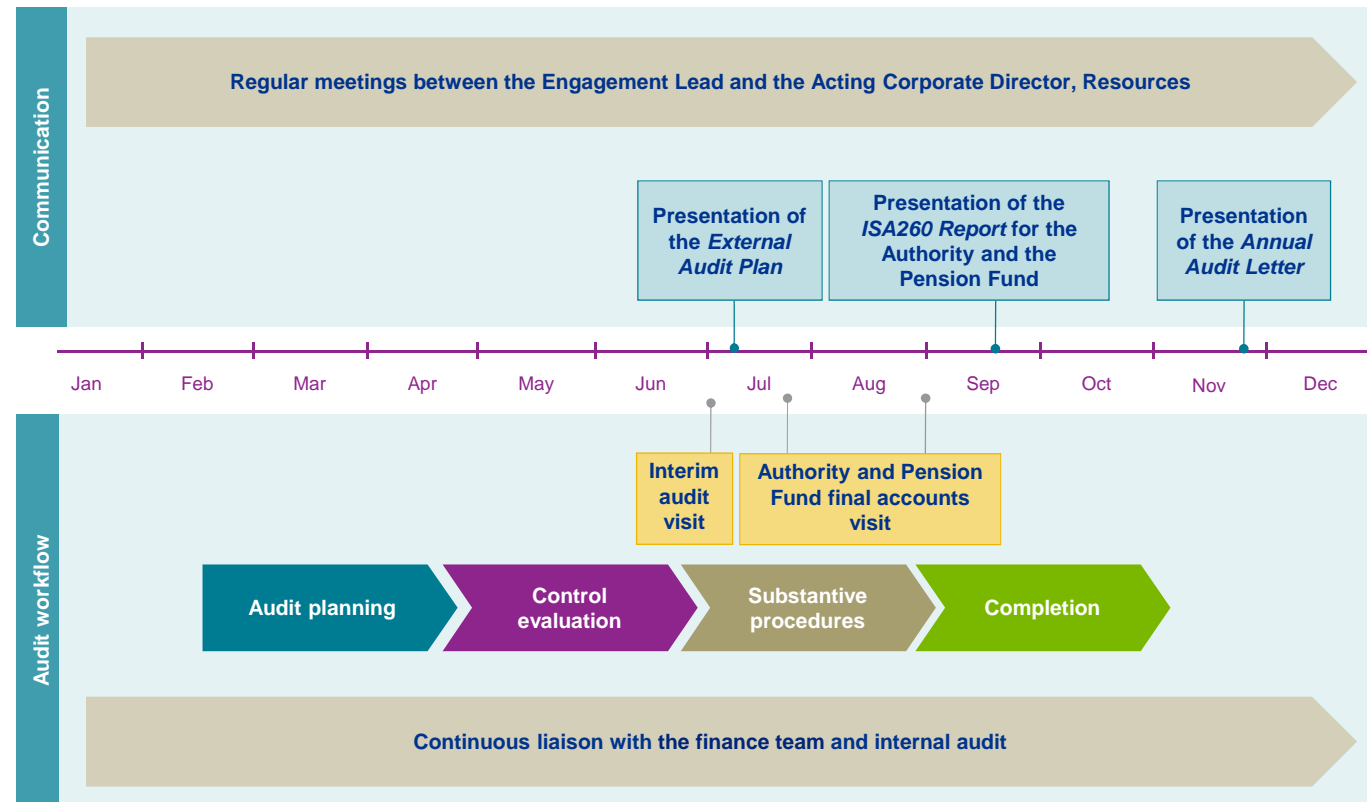 Communication
Regular meetings between the Engagement Lead and the Acting Corporate Director, Resources
Presentation of
the External
Audit Plan
Presentation of the
ISA260 Report for the
Authority and the
Pension Fund
Presentation
of the Annual
Audit Letter
Jan
Feb
Mar
Apr
May
Jun
Jul
Aug
Sep
Oct
Nov
Dec
Audit workflow
Interim
audit
visit
Authority and Pension
Fund final accounts
visit
Audit planning
Control
evaluation
Substantive
procedures
Completion
Continuous liaison with the finance team and internal audit